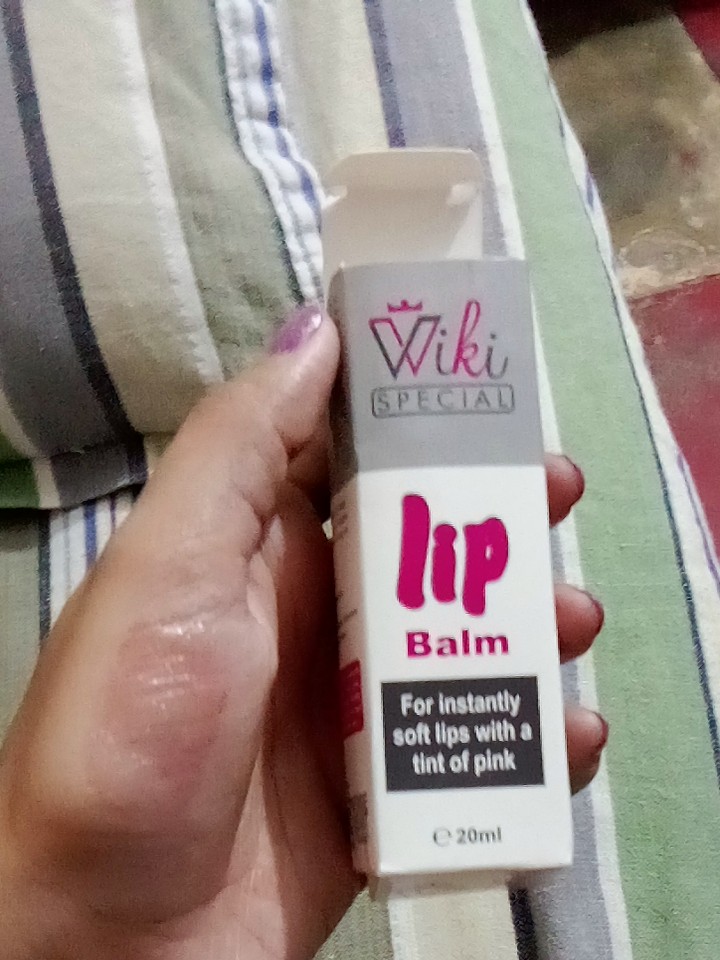 Wiki
SPECIAL
lip
Balm
For instantly
soft lips with a
tint of pink
℮ 20ml